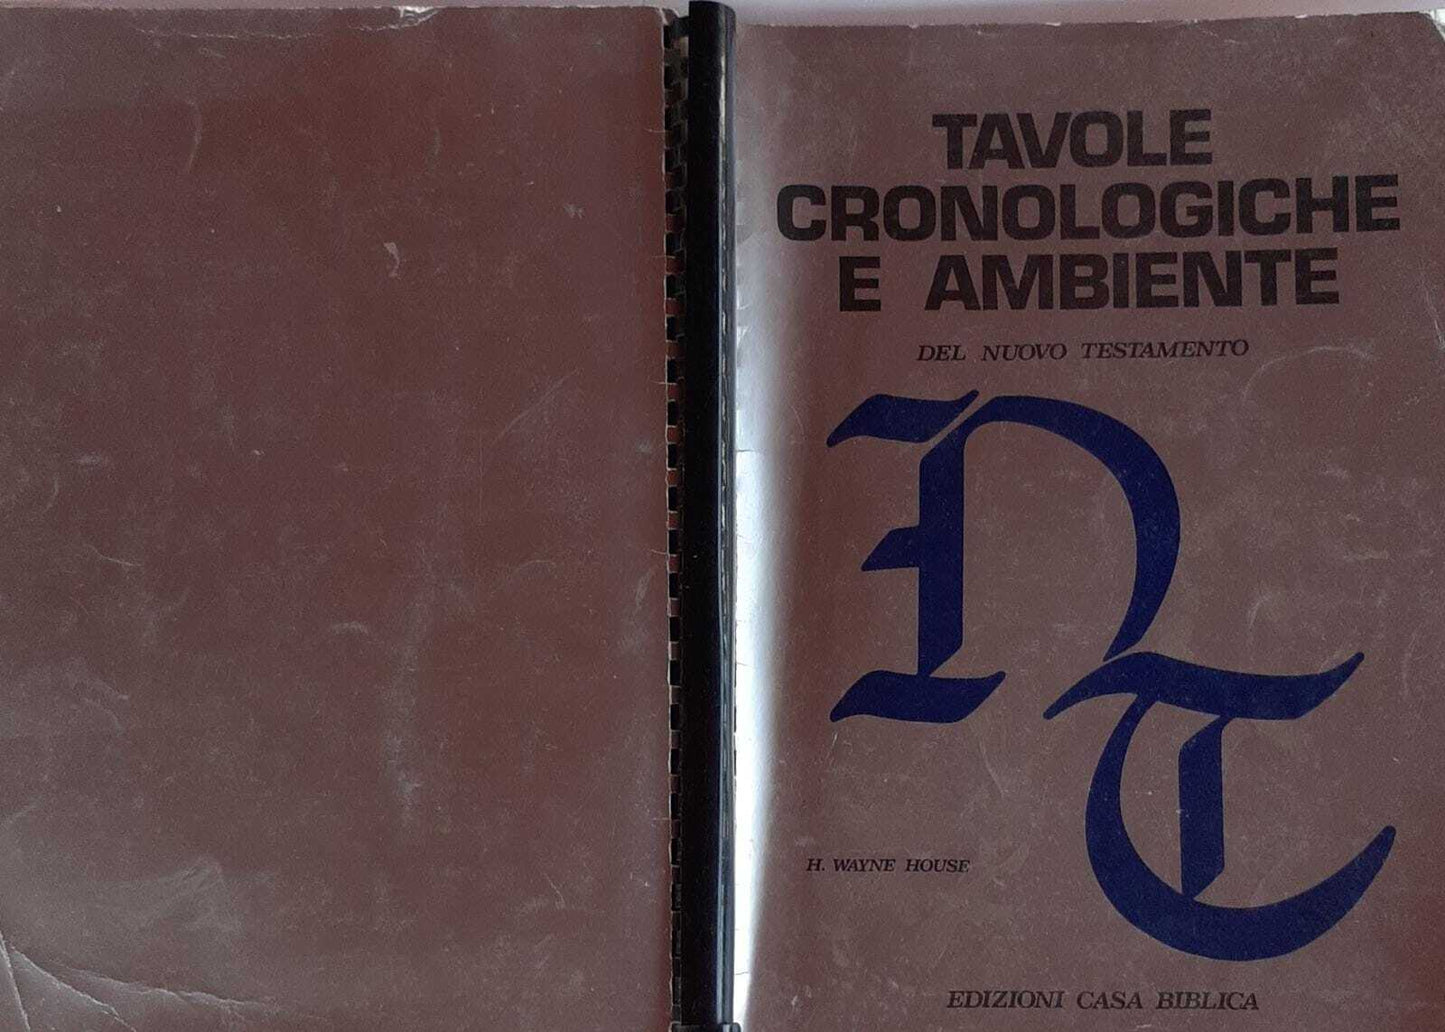 TAVOLE
CRONOLOGICHE
E AMBIENTE
DEL NUOVO TESTAMENTO
NT
H. WAYNE HOUSE
EDIZIONI CASA BIBLICA